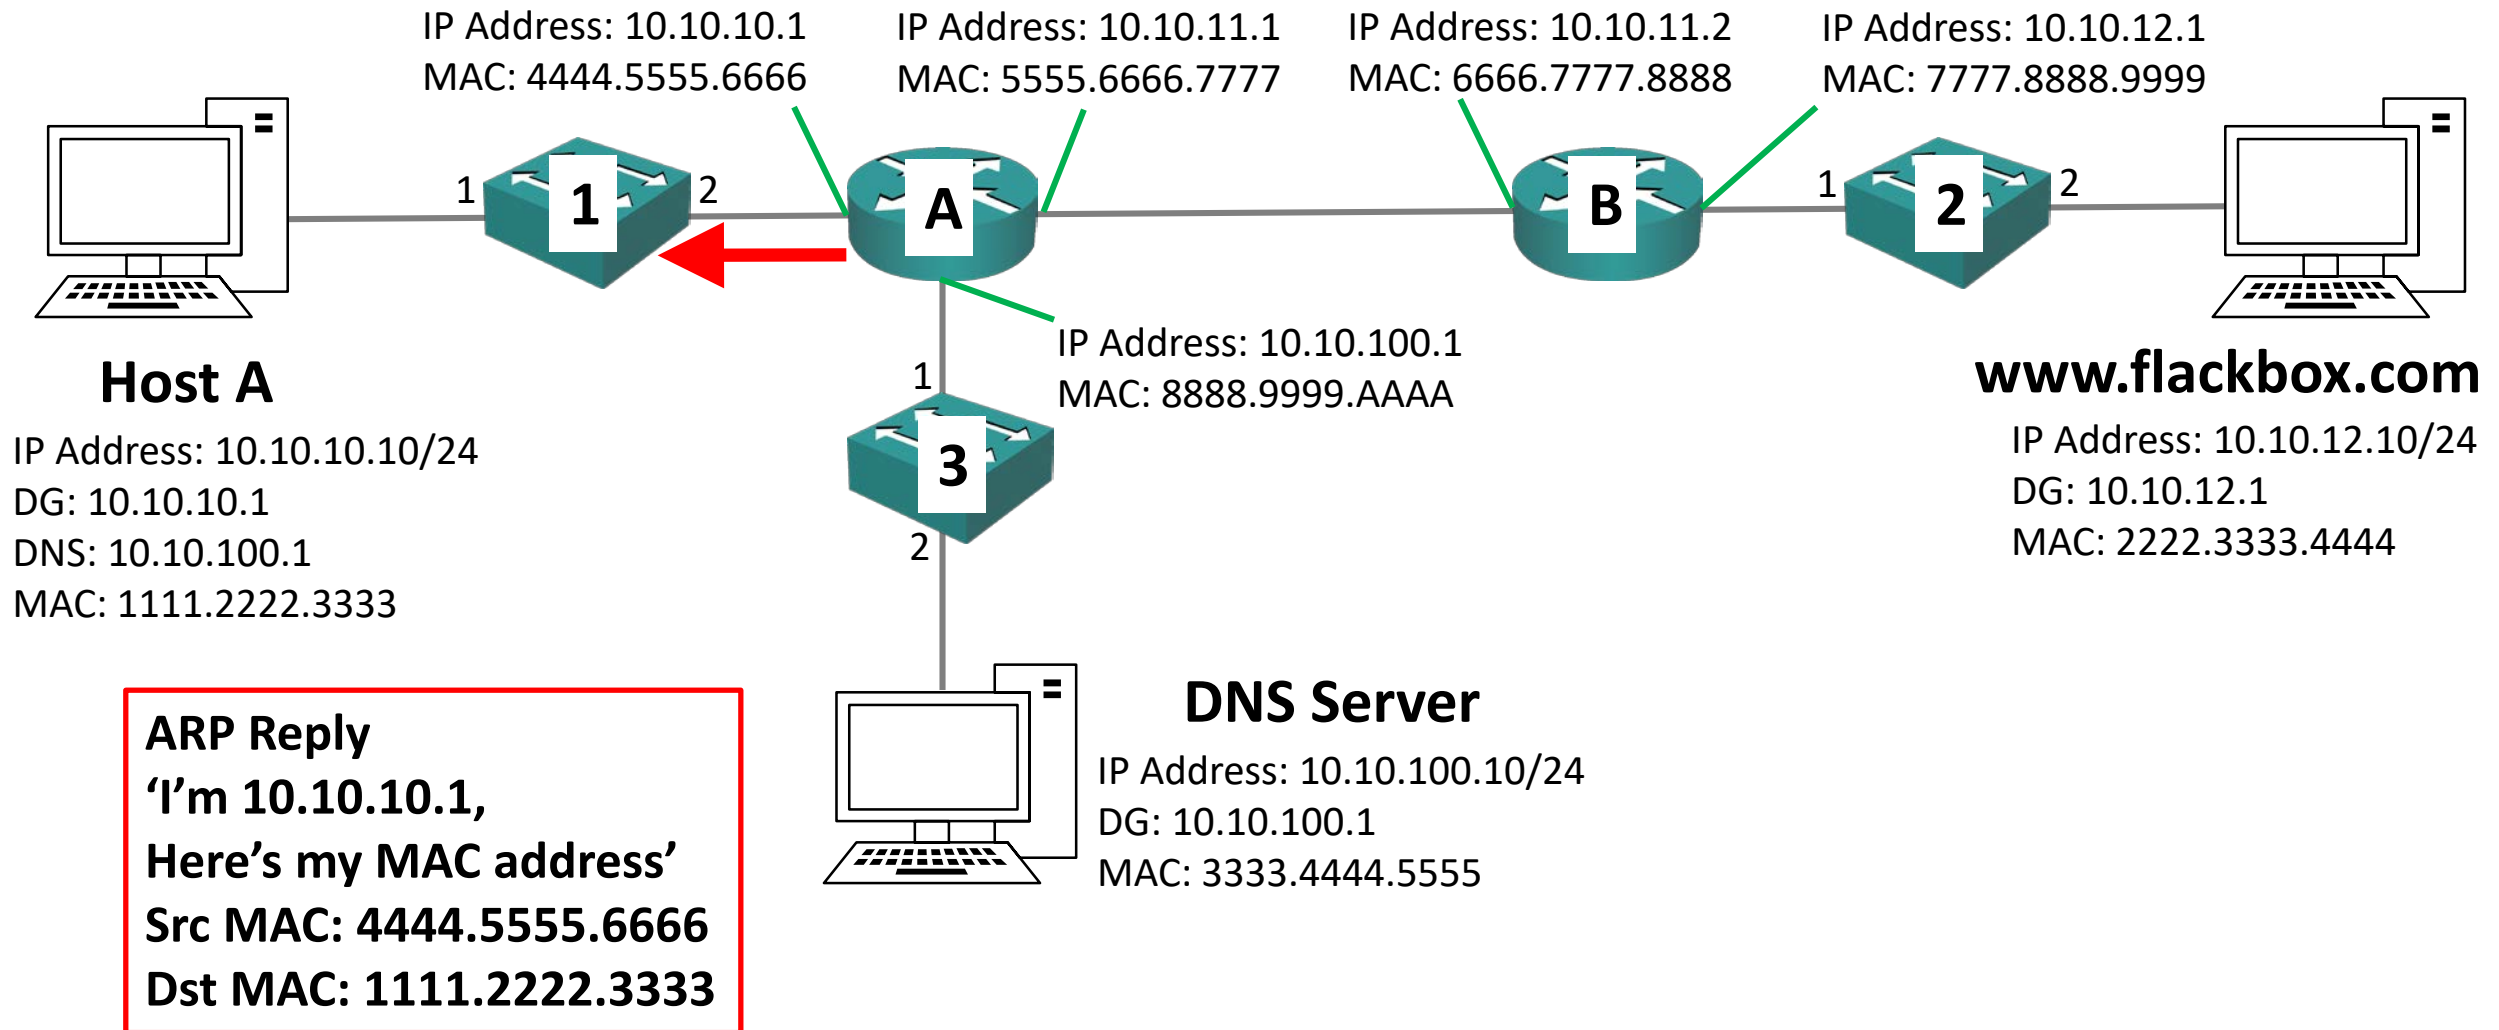 IP Address: 10.10.10.1
MAC: 4444.5555.6666
IP Address: 10.10.11.1
MAC: 5555.6666.7777
IP Address: 10.10.11.2
MAC: 6666.7777.8888
IP Address: 10.10.12.1
MAC: 7777.8888.9999
1
1
2
A
B
1
2
2
IP Address: 10.10.100.1
MAC: 8888.9999.AAAA
1
3
2
Host A
IP Address: 10.10.10.10/24
DG: 10.10.10.1
DNS: 10.10.100.1
MAC: 1111.2222.3333
www.flackbox.com
IP Address: 10.10.12.10/24
DG: 10.10.12.1
MAC: 2222.3333.4444
DNS Server
IP Address: 10.10.100.10/24
DG: 10.10.100.1
MAC: 3333.4444.5555
ARP Reply
‘I’m 10.10.10.1,
Here’s my MAC address’
Src MAC: 4444.5555.6666
Dst MAC: 1111.2222.3333